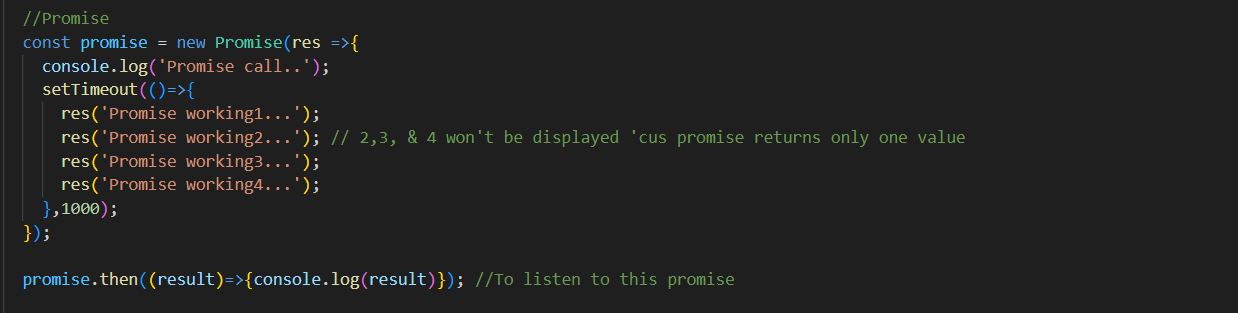 //Promise
const promise = new Promise(res =>{
  console.log('Promise call..');
  setTimeout(()=>{
    res('Promise working1...');
    res('Promise working2...'); // 2,3, & 4 won't be displayed 'cus promise returns only one value
    res('Promise working3...');
    res('Promise working4...');
  },1000);
});

promise.then((result)=>{console.log(result)}); //To listen to this promise